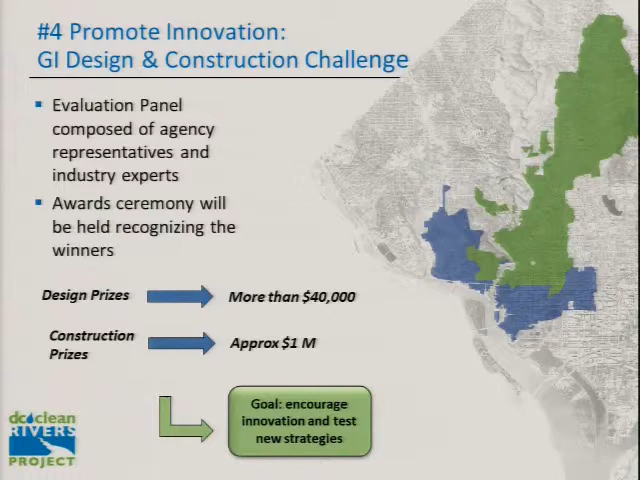 #4 Promote Innovation:
GI Design & Construction Challenge
Evaluation Panel
composed of agency
representatives and
industry experts
Awards ceremony will
be held recognizing the
winners
Design Prizes
More than $40,000
Construction
Prizes
Approx $1 M
Goal: encourage
innovation and test
new strategies
dc clean
RIVERS
PROJECT